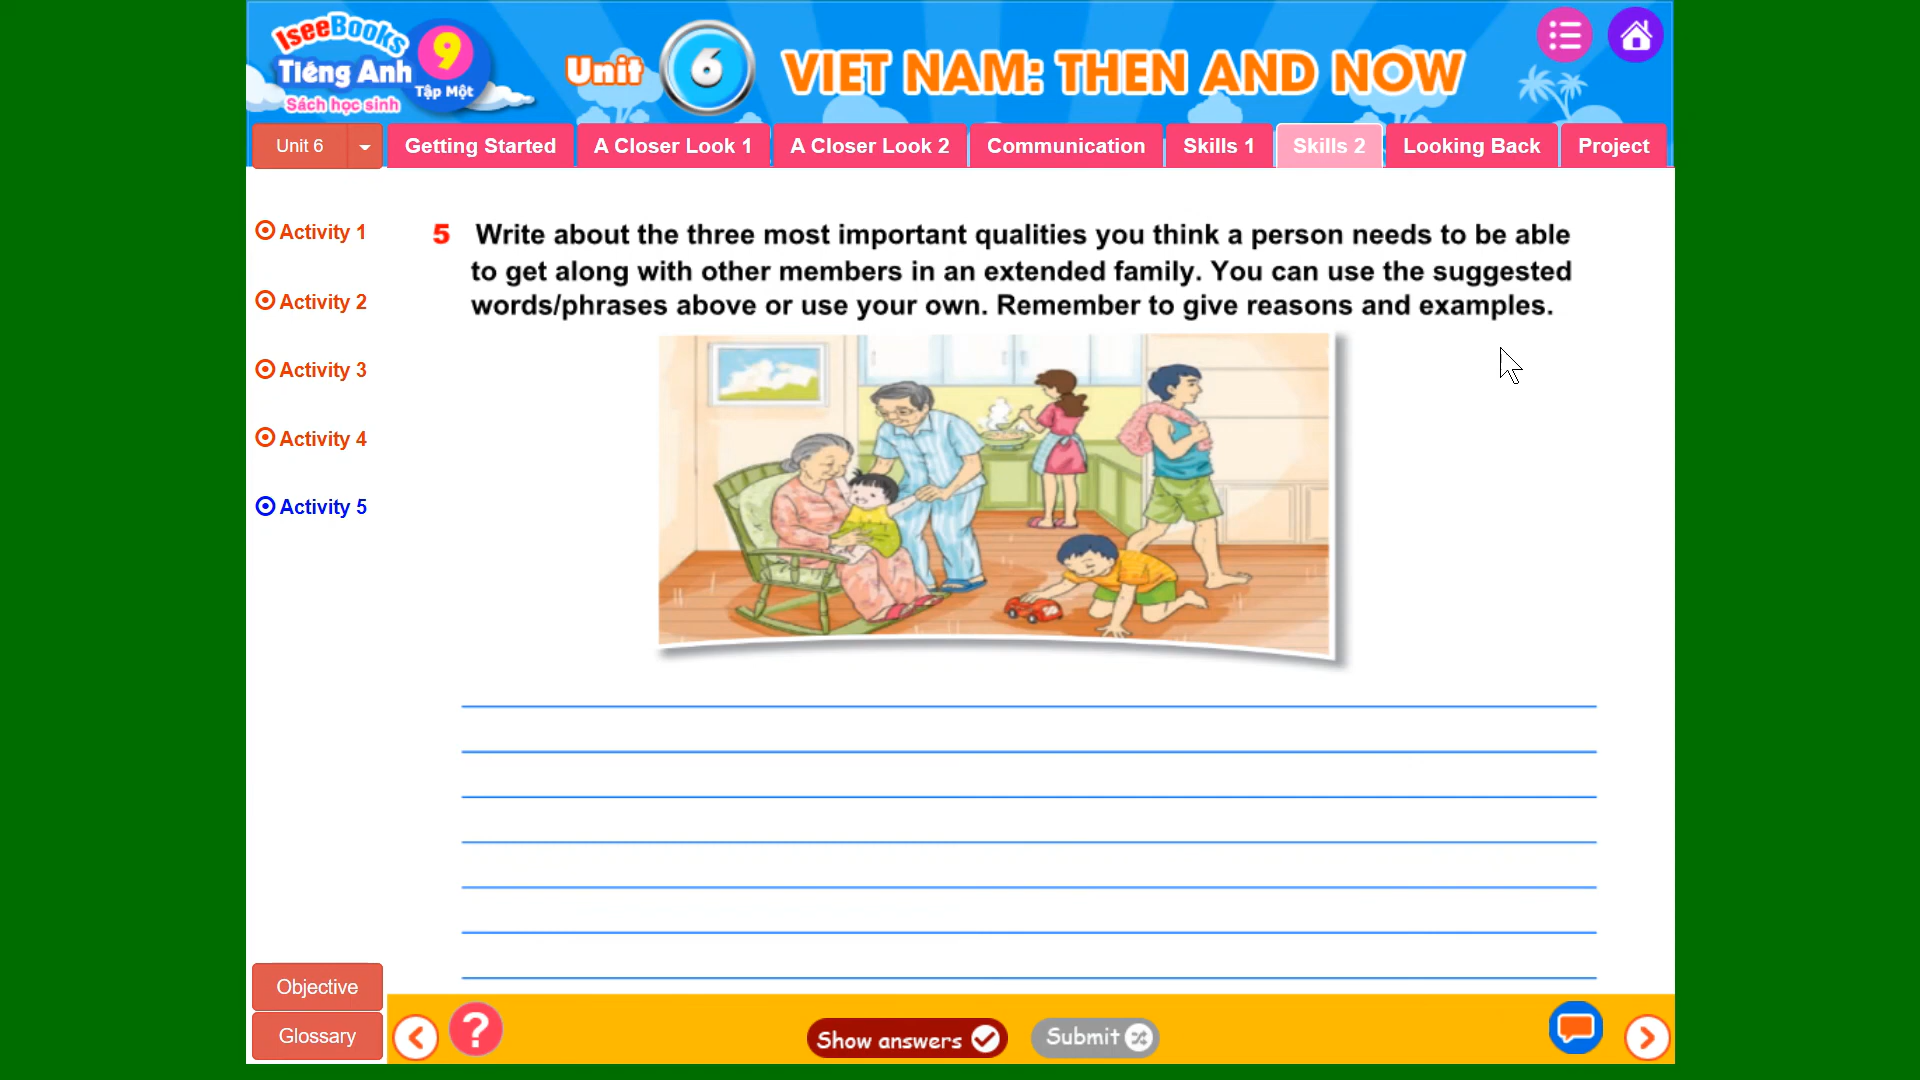 IseeBooks
Tiếng Anh 9
Tập Một
Sách học sinh
Unit 6 VIET NAM: THEN AND NOW
Unit 6 Getting Started A Closer Look 1 A Closer Look 2 Communication Skills 1 Skills 2 Looking Back Project
Activity 1
Activity 2
Activity 3
Activity 4
Activity 5
5 Write about the three most important qualities you think a person needs to be able
to get along with other members in an extended family. You can use the suggested
words/phrases above or use your own. Remember to give reasons and examples.
Objective
Glossary
? Show answers Submit